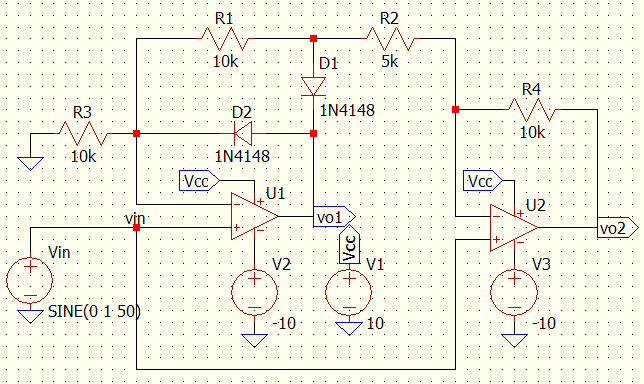 R1
R2
10k
5k
D1
R4
R3
D2
1N4148
10k
10k
1N4148
Vcc
Vcc
U1
U2
vin
vo1
vo2
Vcc
Vin
V2
V1
V3
SINE(0 1 50)
-10
10
-10